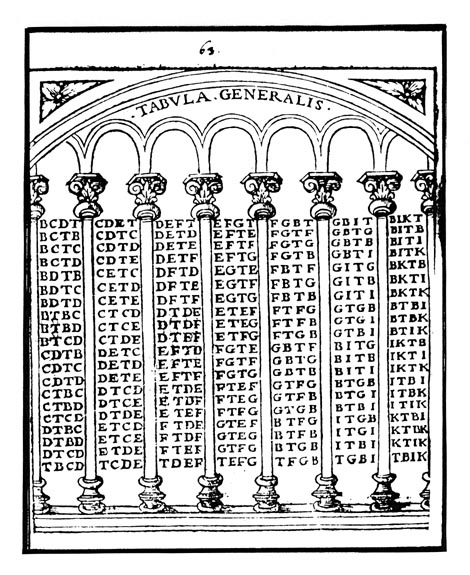 63.
· TABVLA · GENERALIS ·
BCDT CDET DEFT EFGT FGBT GBIT BIKT
BCTB CDTC DETD EFTE FGTF GBTG BITB
BCTC CDTD DETE EFTF FGTG GBTB BITI
BCTD CDTE DETF EFTG FGTB GBTI BITK
BDTB CETC DFTD EGTE FBTF GITG BKTB
BDTC CETD DFTE EGTF FBTG GITB BKTI
BDTD CETE DFTF EGTG FBTB GITI BKTK
BTBC CTCD DTDE ETEF FTFG GTGB BTBI
BTBD CTCE DTDF ETEG FTFB GTGI BTBK
BTCD CTDE DTEF ETFG FTGB GTBI BTIK
CDTB DETC EFTD FGTE GBTF BITG IKTB
CDTC DETD EFTE FGTF GBTG BITB IKTI
CDTD DETE EFTF FGTG GBTB BITI IKTK
CTBC DTCD ETDE FTEF GTFG BTGB ITBI
CTBD DTCE ETDF FTEG GTFB BTGI ITBK
CTCD DTDE ETEF FTFG GTGB BTBI ITIK
DTBC ETCD FTDE GTEF BTFG ITGB KTBI
DTBD ETCE FTDF GTEG BTFB ITGI KTBK
DTCD ETDE FTEF GTFG BTGB ITBI KTIK
TBCD TCDE TDEF TEFG TFGB TGBI TBIK